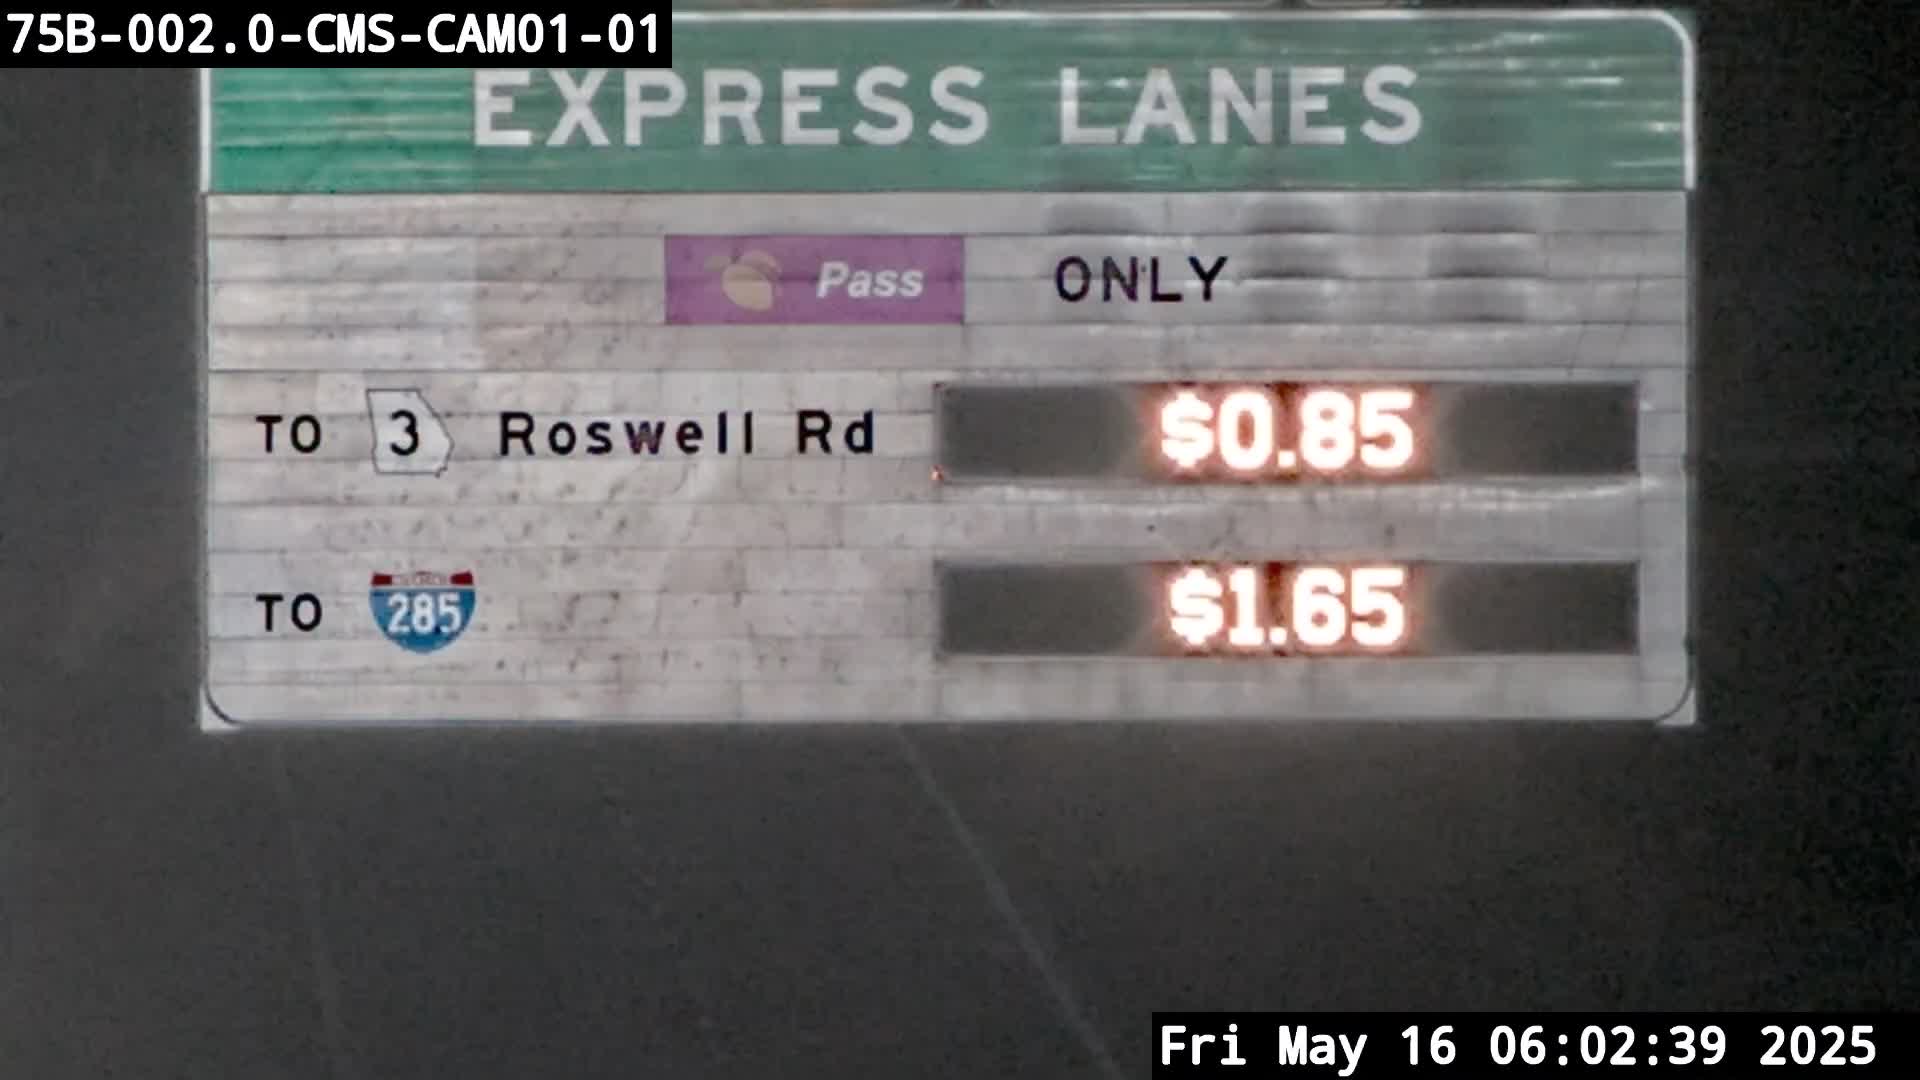 75B-002.0-CMS-CAM01-01
EXPRESS LANES
Pass ONLY
TO 3 Roswell Rd $0.85
TO 285 $1.65
Fri May 16 06:02:39 2025